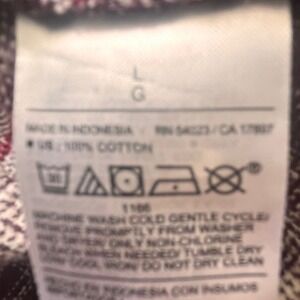 L
G
MADE IN INDONESIA / RN 54023 / CA 17897
US: 100% COTTON
1166
MACHINE WASH COLD GENTLE CYCLE/
REMOVE PROMPTLY FROM WASHER
AND DRYER/ ONLY NON-CHLORINE
BLEACH WHEN NEEDED/ TUMBLE DRY
LOW/ COOL IRON/ DO NOT DRY CLEAN
HECHO EN INDONESIA CON INSUMOS